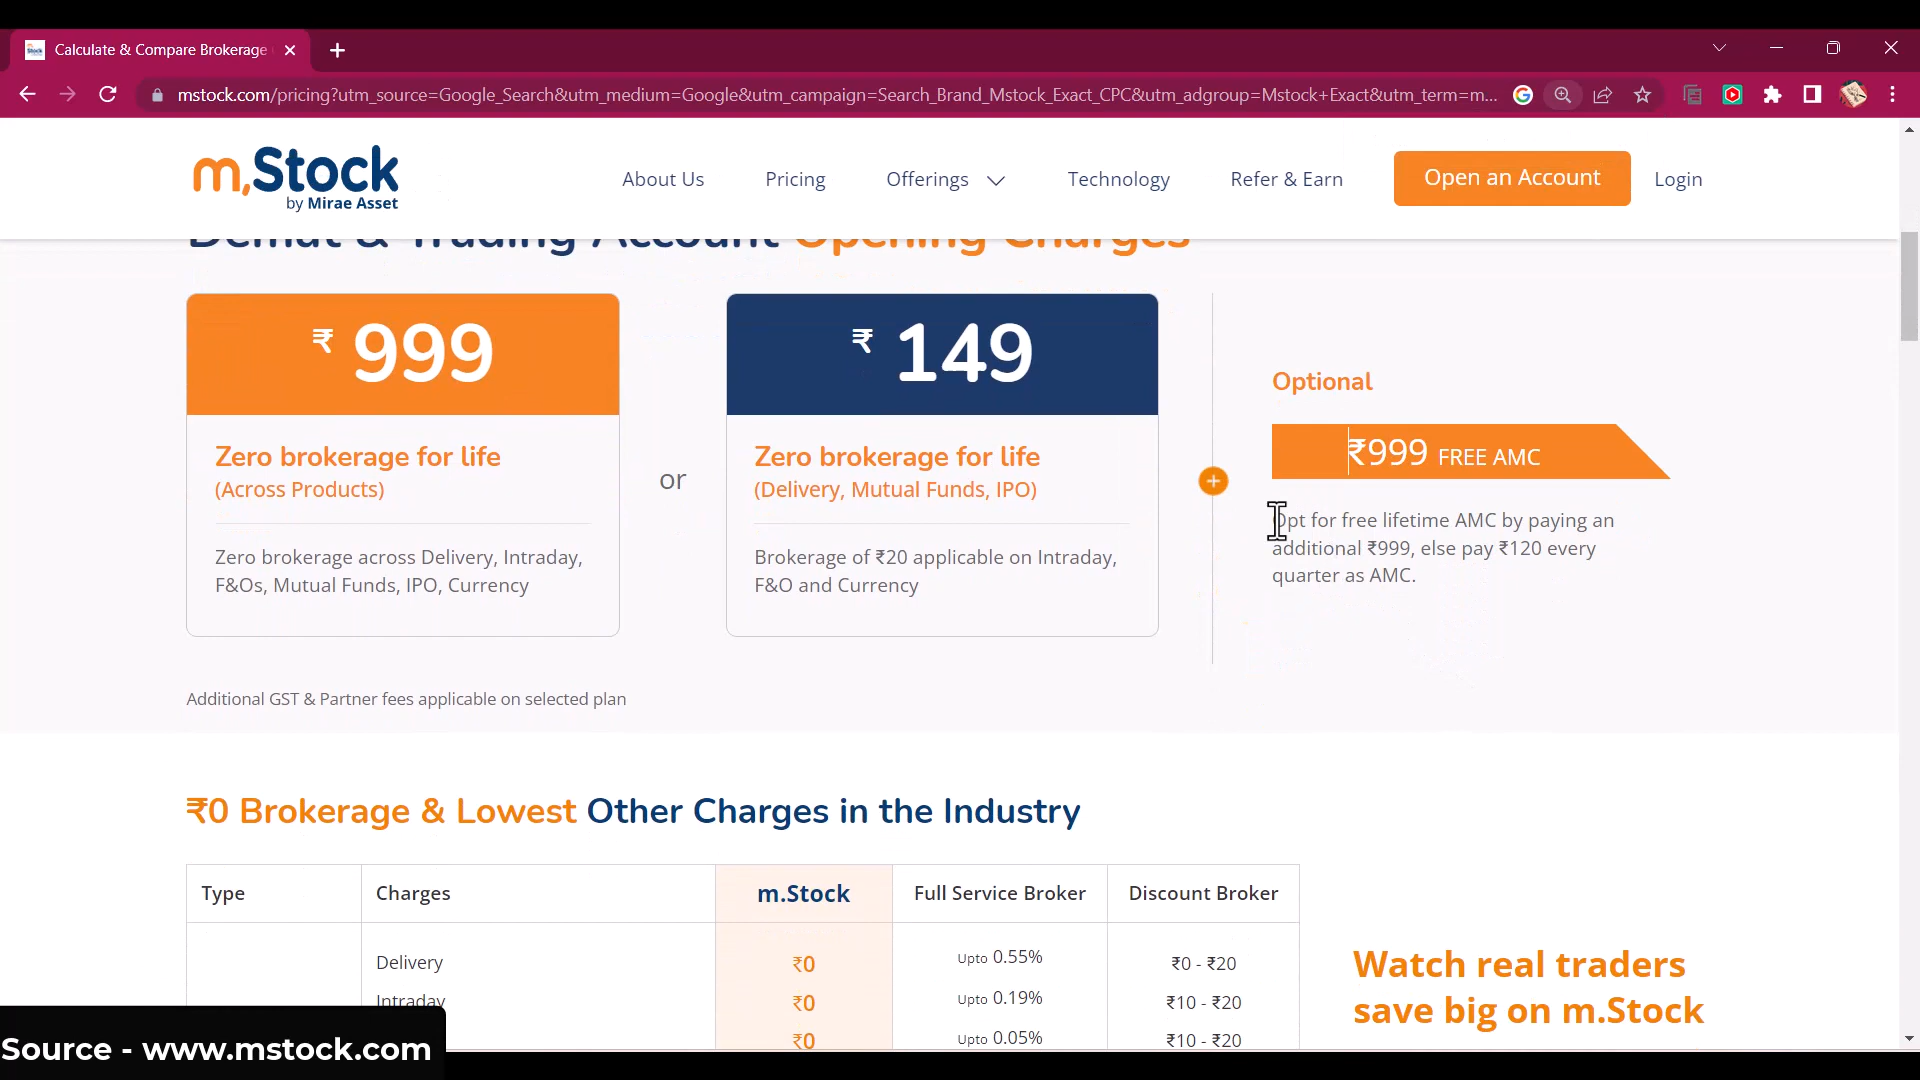 Calculate & Compare Brokerage
mstock.com/pricing?utm_source=Google_Search&utm_medium=Google&utm_campaign=Search_Brand_Mstock_Exact_CPC&utm_adgroup=Mstock+Exact&utm_term=m...
m.Stock
by Mirae Asset
About Us
Pricing
Offerings
Technology
Refer & Earn
Open an Account
Login
Demat & Trading Account Opening Charges
₹ 999
Zero brokerage for life
(Across Products)
Zero brokerage across Delivery, Intraday,
F&Os, Mutual Funds, IPO, Currency
or
₹ 149
Zero brokerage for life
(Delivery, Mutual Funds, IPO)
Brokerage of ₹20 applicable on Intraday,
F&O and Currency
Optional
₹999 FREE AMC
Opt for free lifetime AMC by paying an
additional ₹999, else pay ₹120 every
quarter as AMC.
Additional GST & Partner fees applicable on selected plan
₹0 Brokerage & Lowest Other Charges in the Industry
Type Charges m.Stock Full Service Broker Discount Broker
Delivery ₹0 Upto 0.55% ₹0 - ₹20
Intraday ₹0 Upto 0.19% ₹10 - ₹20
₹0 Upto 0.05% ₹10 - ₹20
Watch real traders
save big on m.Stock
Source - www.mstock.com